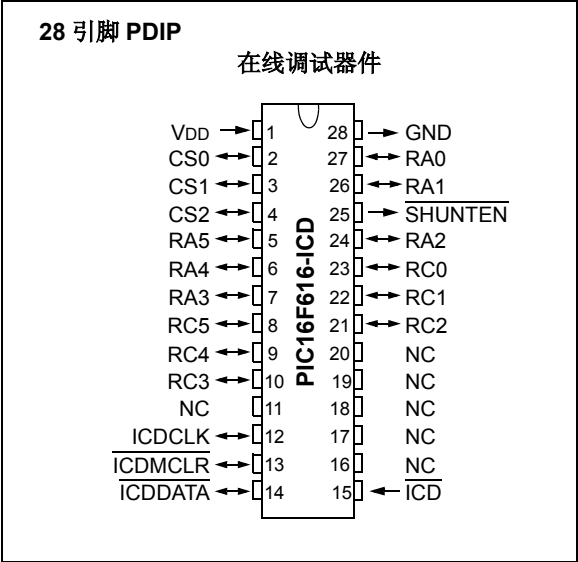 28 引脚 PDIP
在线调试器件
VDD 1 28 GND
CS0 2 27 RA0
CS1 3 26 RA1
CS2 4 25 SHUNTEN
RA5 5 24 RA2
RA4 6 23 RC0
RA3 7 22 RC1
RC5 8 21 RC2
RC4 9 20 NC
RC3 10 19 NC
NC 11 18 NC
ICDCLK 12 17 NC
ICDMCLR 13 16 NC
ICDDATA 14 15 ICD
PIC16F616-ICD